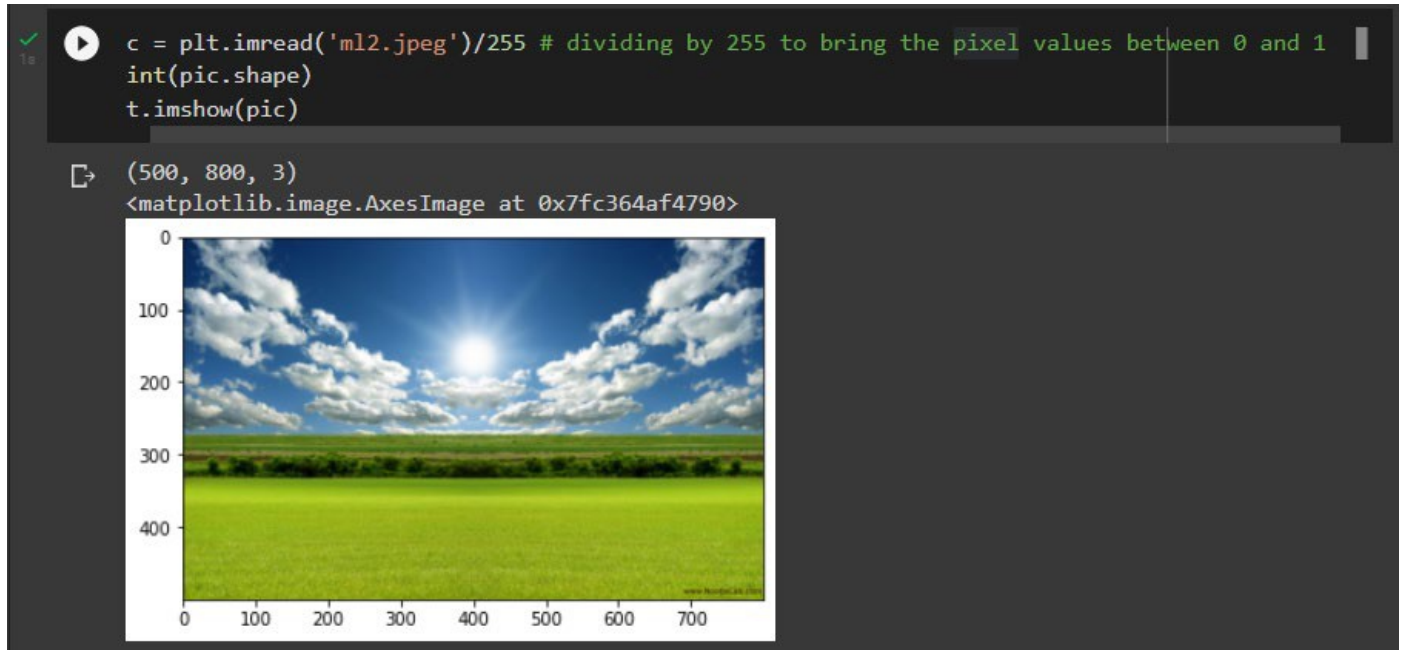 c = plt.imread('ml2.jpeg')/255 # dividing by 255 to bring the pixel values between 0 and 1
1s
int(pic.shape)
t.imshow(pic)
(500, 800, 3)
<matplotlib.image.AxesImage at 0x7fc364af4790>
0
100
200
300
400
0 100 200 300 400 500 600 700